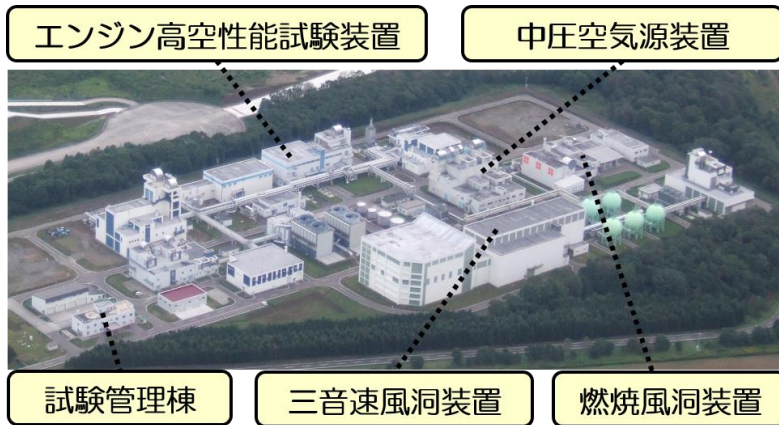 エンジン高空性能試験装置
中圧空気源装置
試験管理棟
三音速風洞装置
燃焼風洞装置